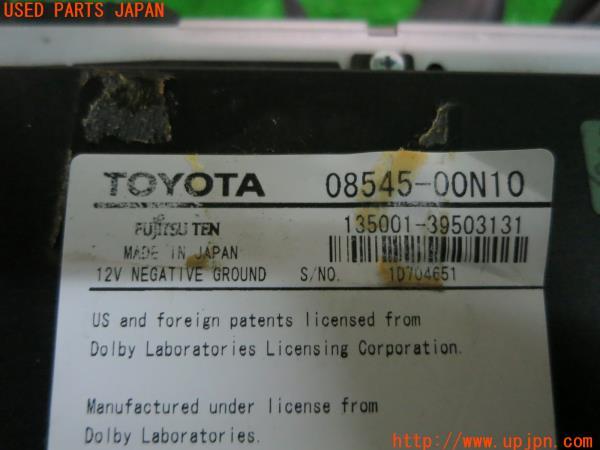 USED PARTS JAPAN
TOYOTA 08545-00N10
FUJITSU TEN 135001-39503131
MADE IN JAPAN
12V NEGATIVE GROUND S/NO. 1D704651
US and foreign patents licensed from
Dolby Laboratories Licensing Corporation.
Manufactured under license from
Dolby Laboratories.
http://www.upjpn.com